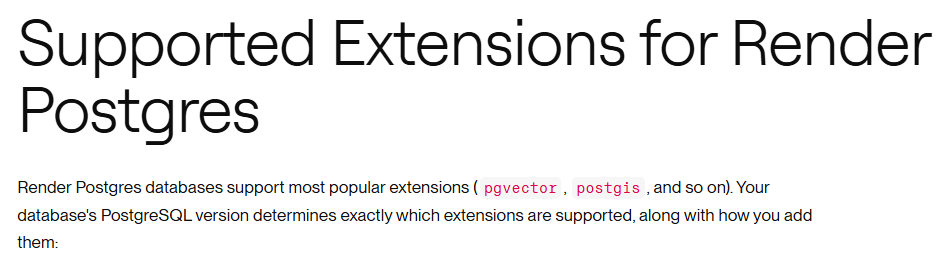 Supported Extensions for Render
Postgres
Render Postgres databases support most popular extensions ( pgvector , postgis , and so on). Your
database's PostgreSQL version determines exactly which extensions are supported, along with how you add
them: